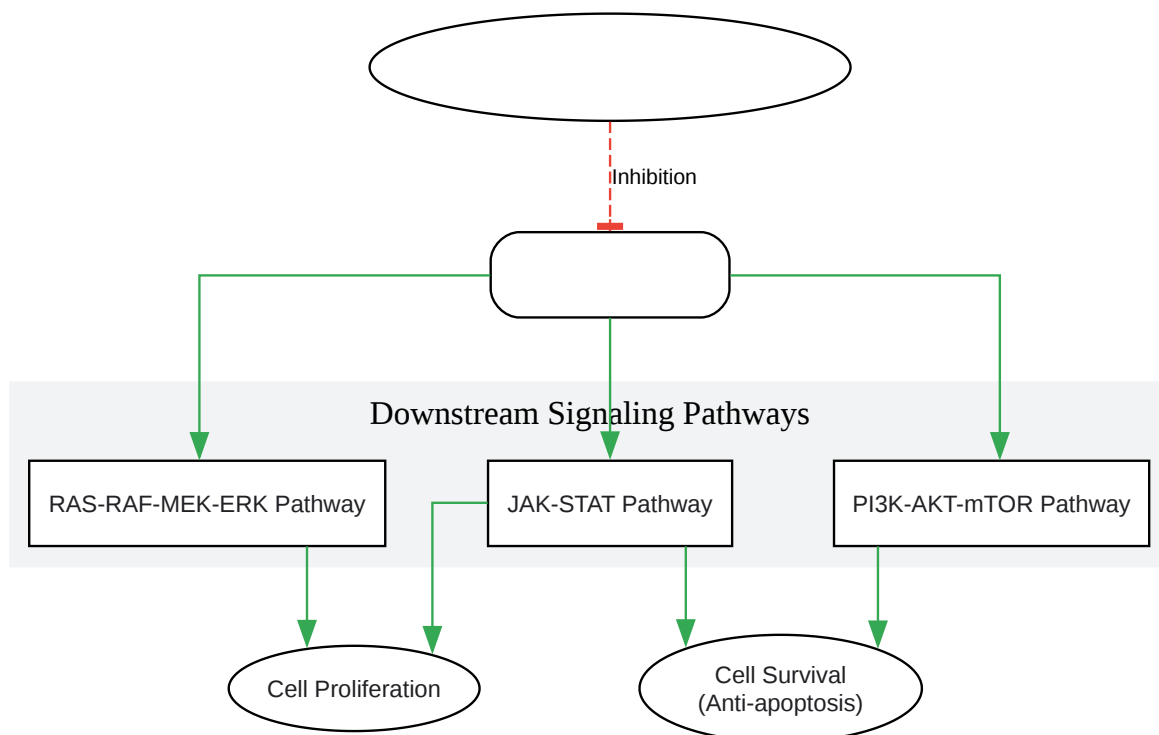 Inhibition
Downstream Signaling Pathways
RAS-RAF-MEK-ERK Pathway
JAK-STAT Pathway
PI3K-AKT-mTOR Pathway
Cell Proliferation
Cell Survival
(Anti-apoptosis)